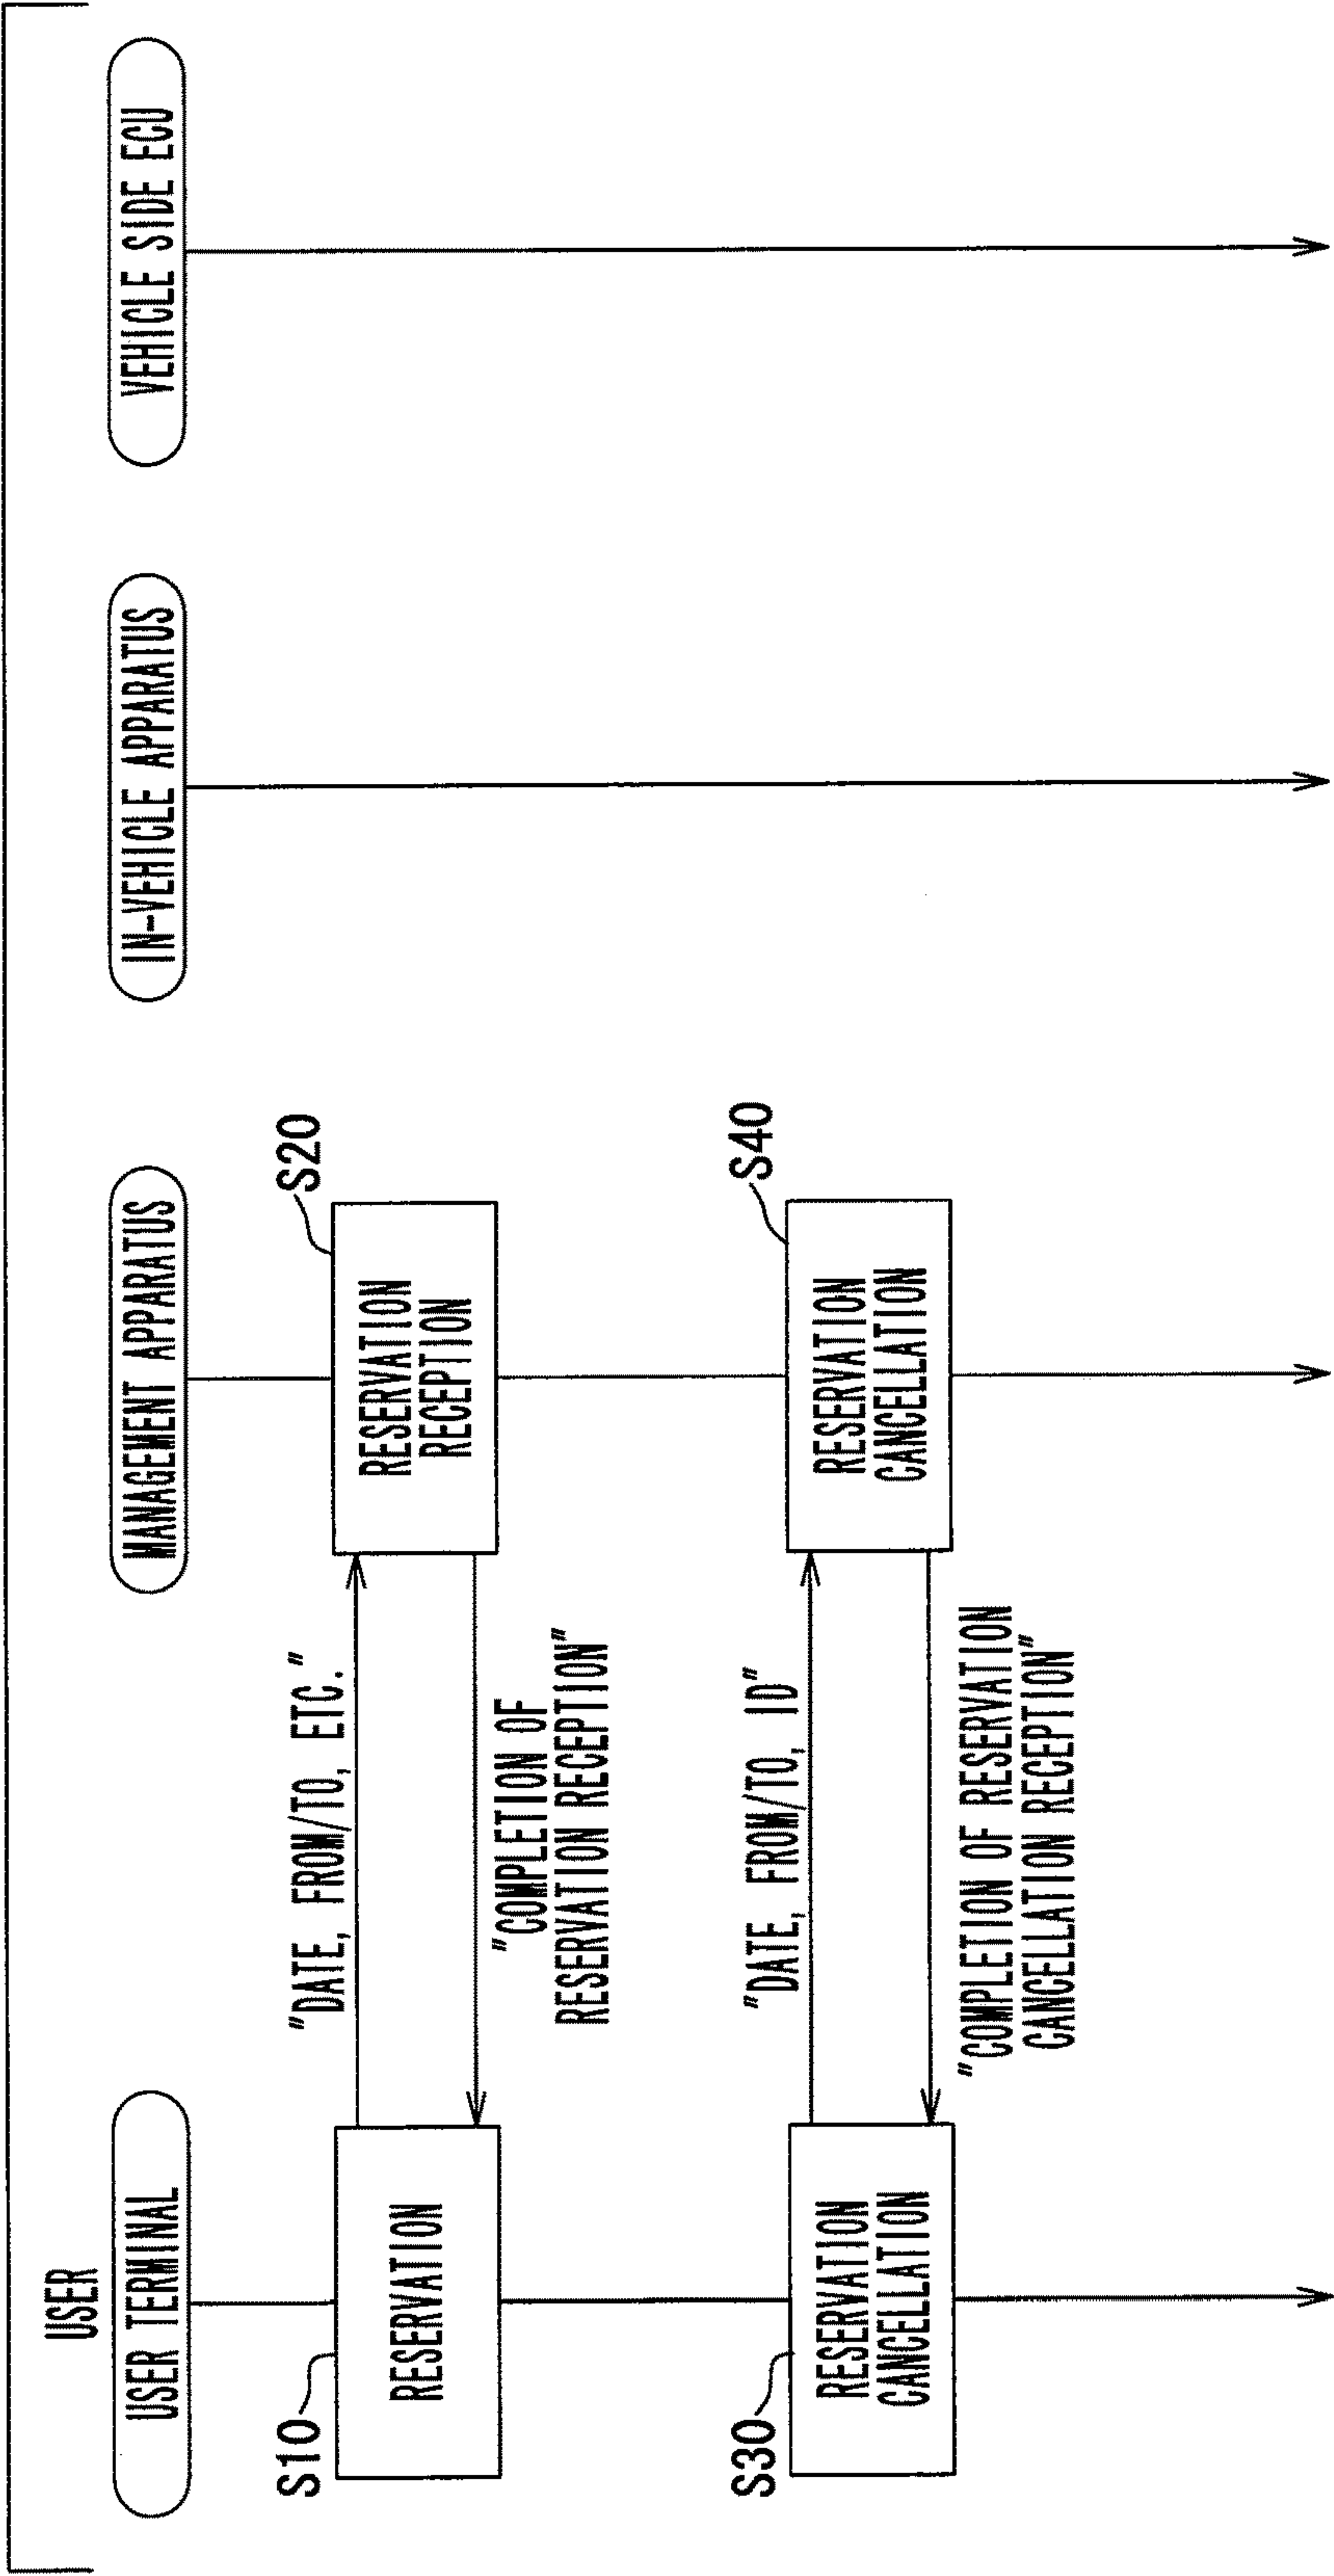 USER
USER TERMINAL
MANAGEMENT APPARATUS
IN-VEHICLE APPARATUS
VEHICLE SIDE ECU
S10
RESERVATION
"DATE, FROM/TO, ETC."
S20
RESERVATION
RECEPTION
"COMPLETION OF
RESERVATION RECEPTION"
S30
RESERVATION
CANCELLATION
"DATE, FROM/TO, ID"
S40
RESERVATION
CANCELLATION
"COMPLETION OF RESERVATION
CANCELLATION RECEPTION"